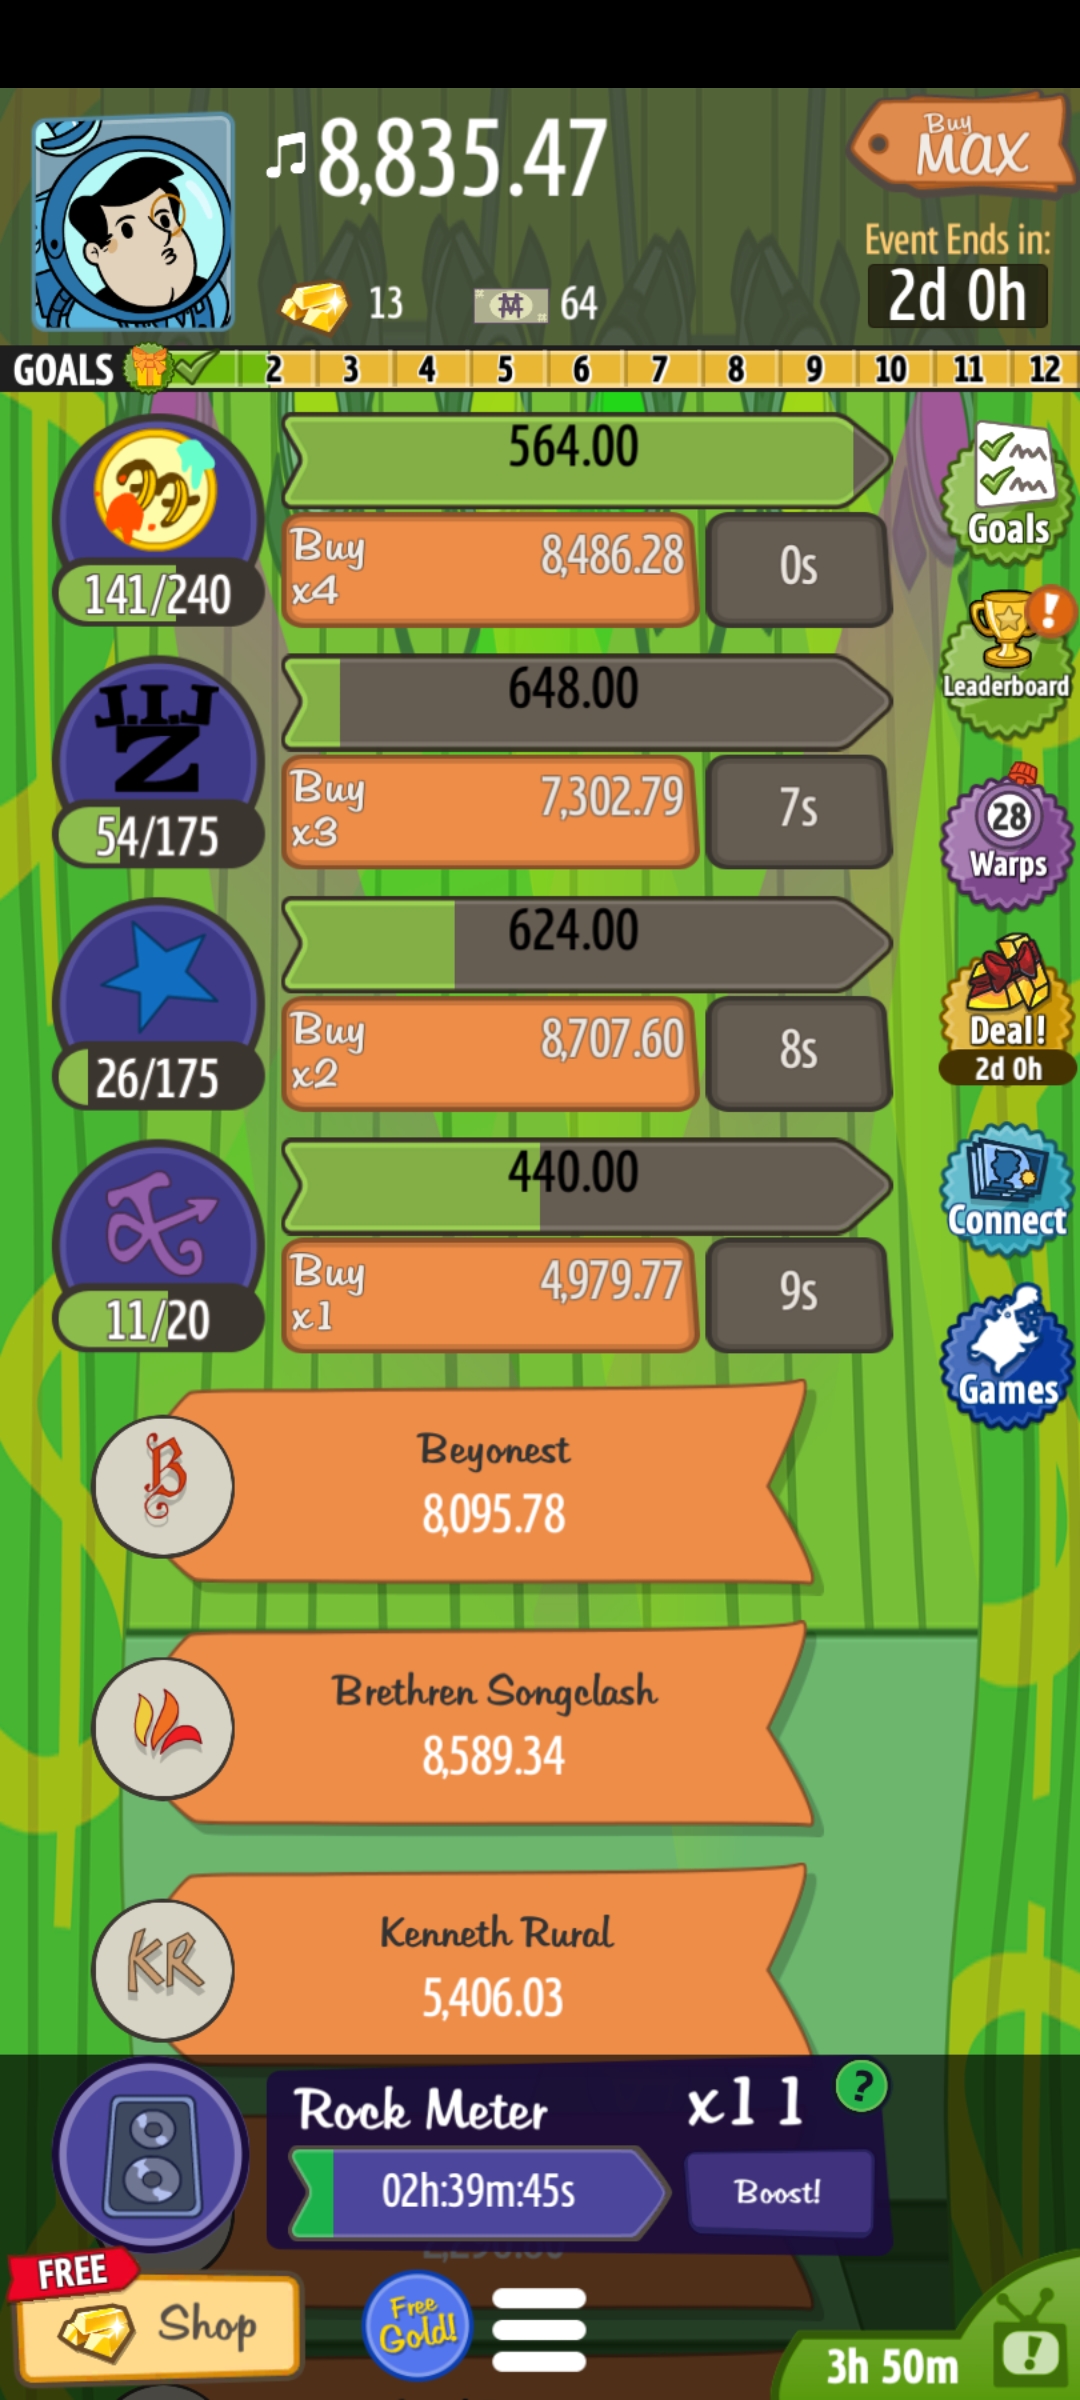 8,835.47
Buy
MAX
Event Ends in:
2d 0h
13
64
GOALS 2 3 4 5 6 7 8 9 10 11 12
564.00
Buy 8,486.28
x4
0s
141/240
Goals
J.T.J
Z
648.00
Buy 7,302.79
x3
7s
54/175
Leaderboard
28
Warps
624.00
Buy 8,707.60
x2
8s
26/175
Deal!
2d 0h
440.00
Buy 4,979.77
x1
9s
11/20
Connect
Games
B
Beyonest
8,095.78
Brethren Songclash
8,589.34
KR
Kenneth Rural
5,406.03
Rock Meter x11 ?
02h:39m:45s
Boost!
FREE
Shop
Free
Gold!
3h 50m